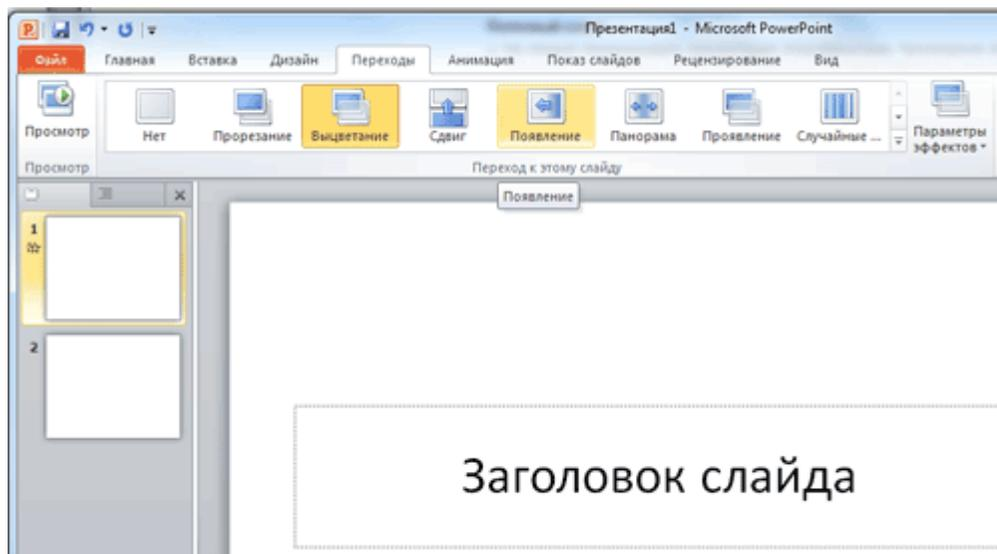 Презентация1 - Microsoft PowerPoint
Файл Главная Вставка Дизайн Переходы Анимация Показ слайдов Рецензирование Вид
Просмотр Нет Прорезание Выцветание Сдвиг Появление Панорама Проявление Случайные ... Параметры
эффектов
Просмотр Переход к этому слайду
Появление
1
2
Заголовок слайда